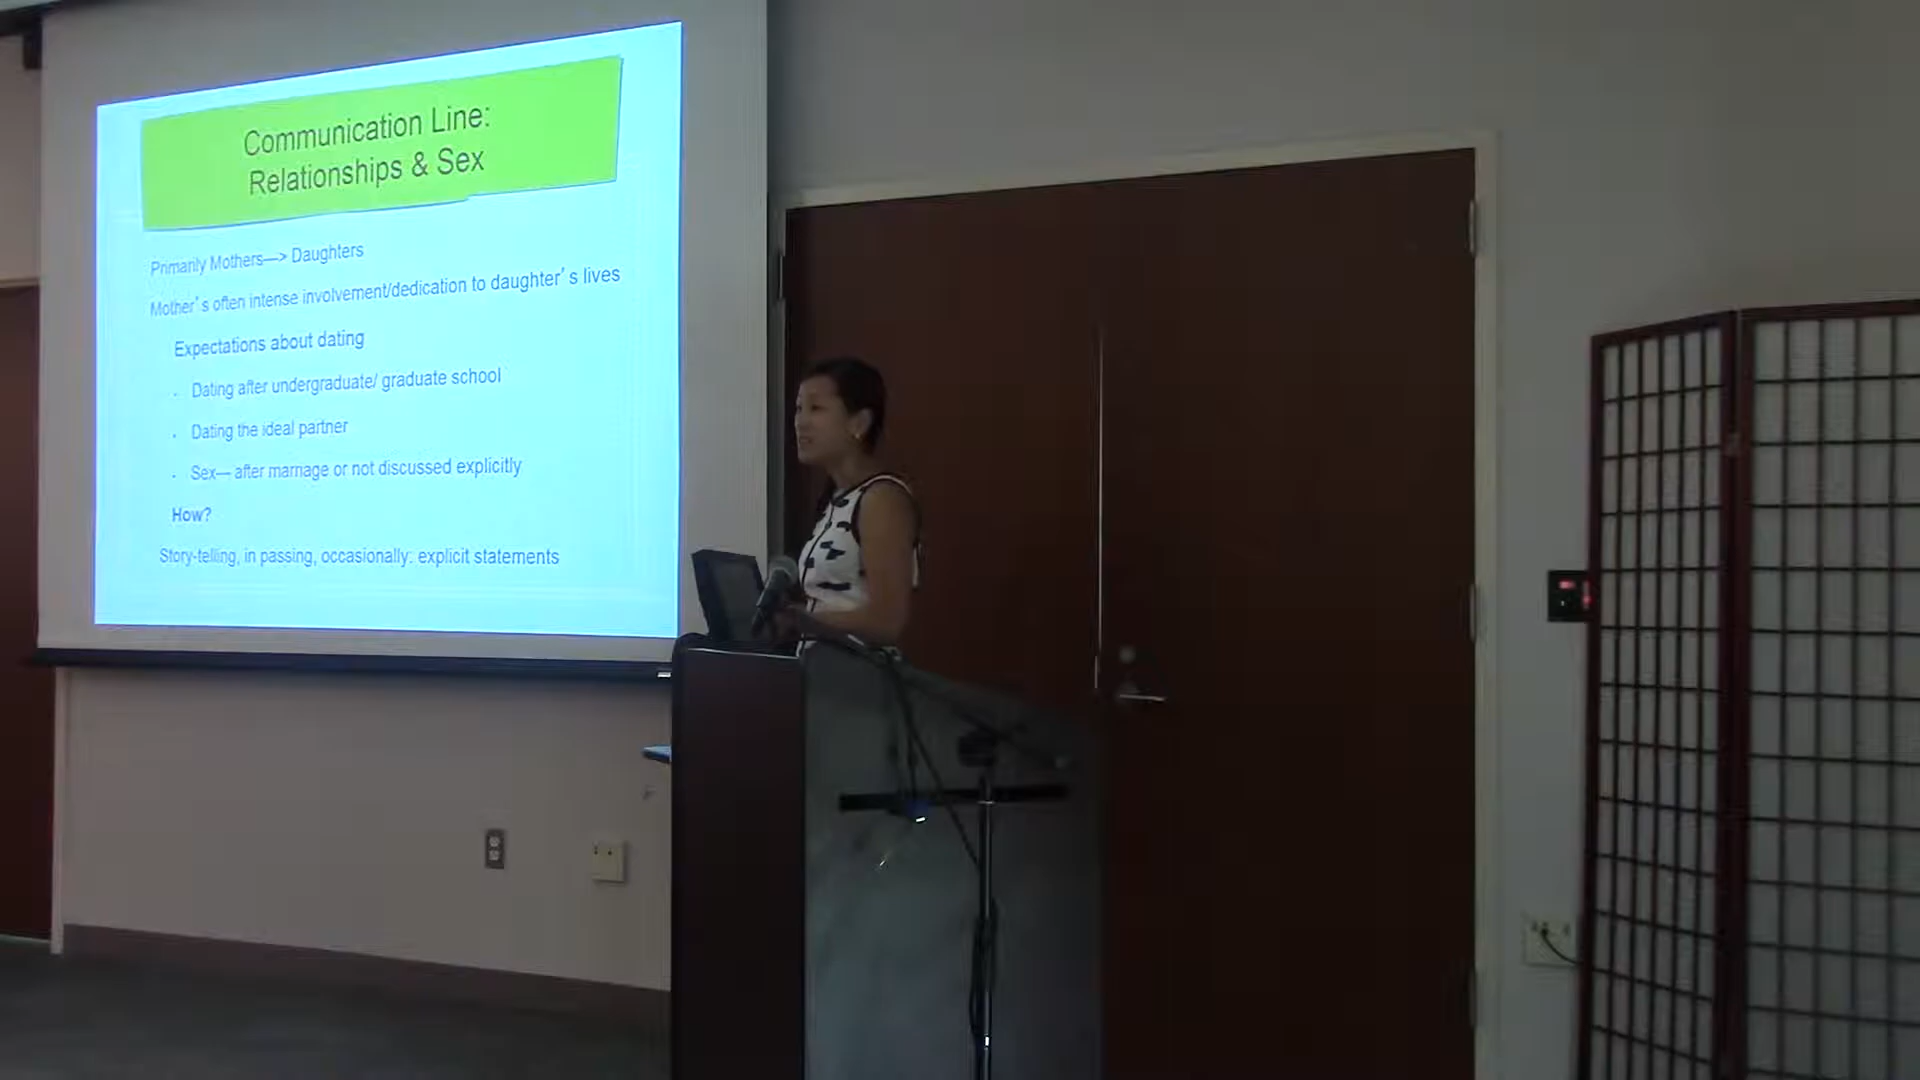 Communication Line:
Relationships & Sex
Primarily Mothers—> Daughters
Mother's often intense involvement/dedication to daughter's lives
Expectations about dating
- Dating after undergraduate/ graduate school
- Dating the ideal partner
- Sex— after marriage or not discussed explicitly
How?
Story-telling, in passing, occasionally: explicit statements